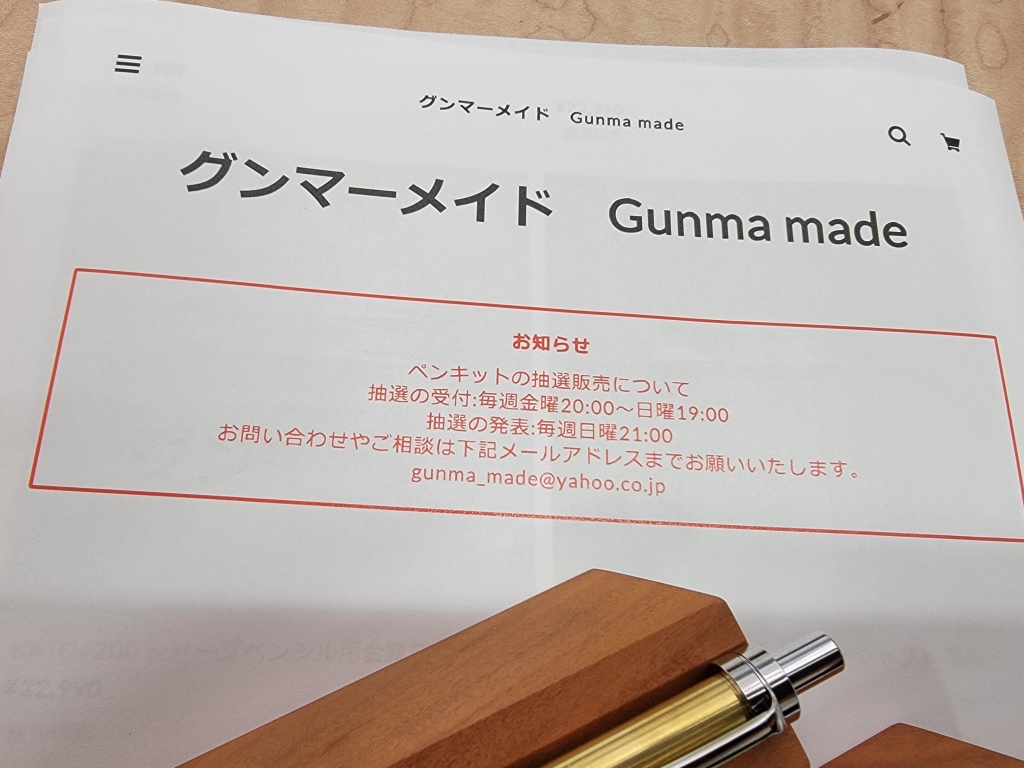 グンマーメイド　Gunma made
グンマーメイド　Gunma made
お知らせ
ペンキットの抽選販売について
抽選の受付:毎週金曜20:00～日曜19:00
抽選の発表:毎週日曜21:00
お問い合わせやご相談は下記メールアドレスまでお願いいたします。
gunma_made@yahoo.co.jp
¥22,990